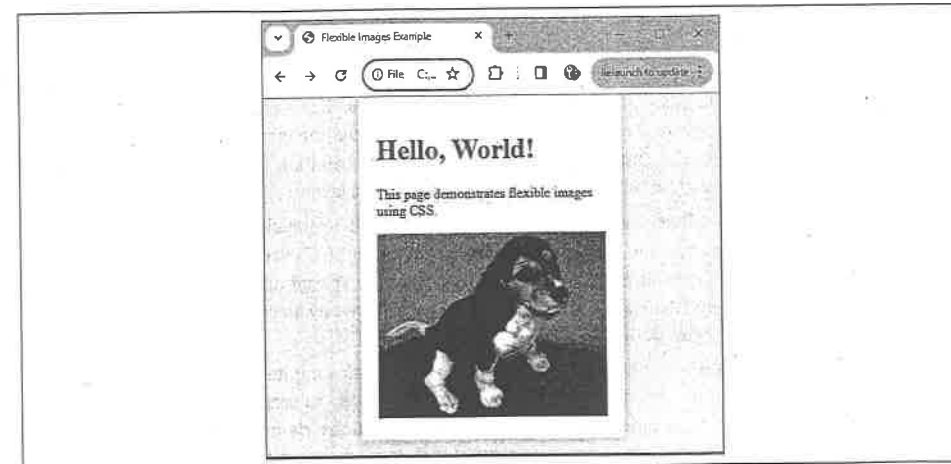 Flexible Images Example
File C:... Relaunch to update
Hello, World!
This page demonstrates flexible images
using CSS.